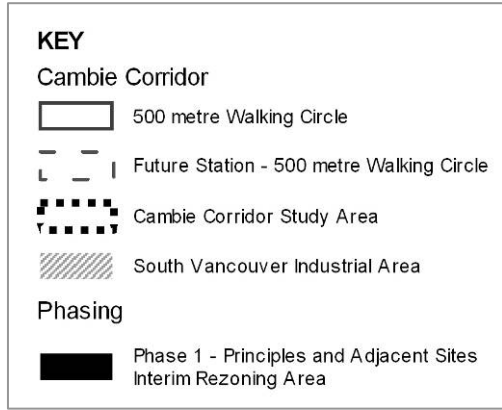 KEY
Cambie Corridor
500 metre Walking Circle
Future Station - 500 metre Walking Circle
Cambie Corridor Study Area
South Vancouver Industrial Area
Phasing
Phase 1 - Principles and Adjacent Sites
Interim Rezoning Area